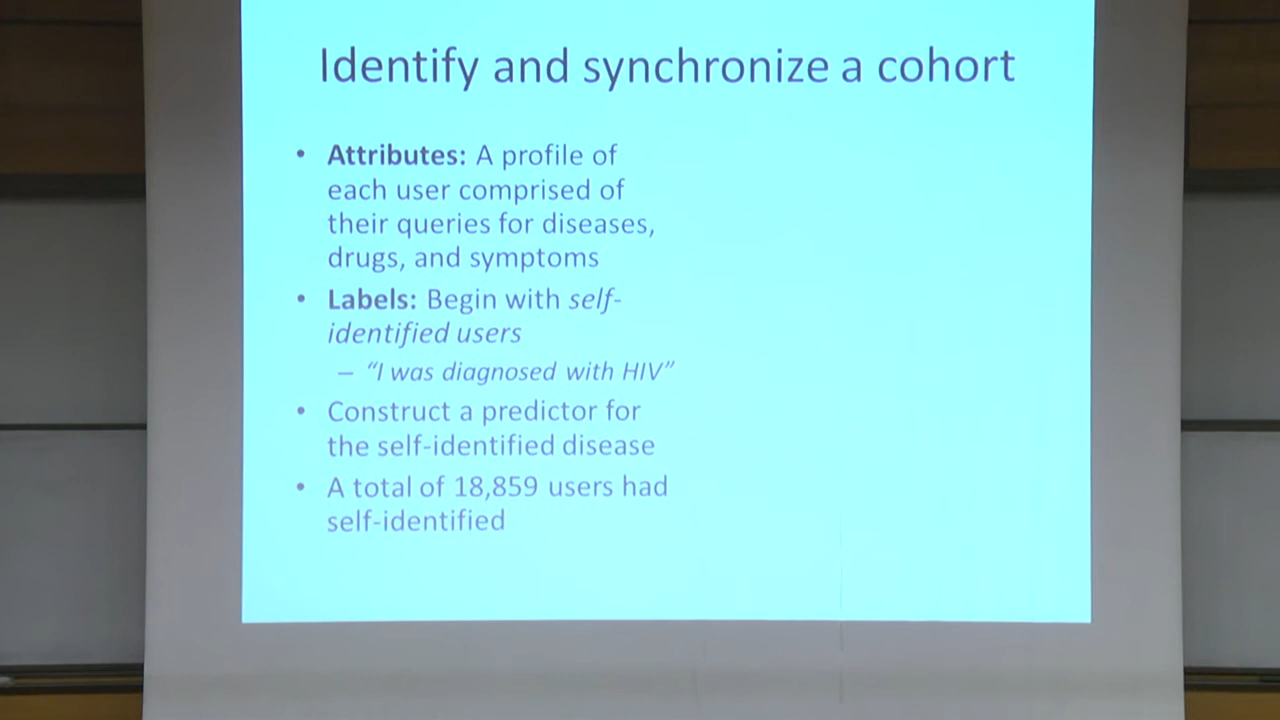 Identify and synchronize a cohort
• Attributes: A profile of
each user comprised of
their queries for diseases,
drugs, and symptoms
• Labels: Begin with self-
identified users
– “I was diagnosed with HIV”
• Construct a predictor for
the self-identified disease
• A total of 18,859 users had
self-identified